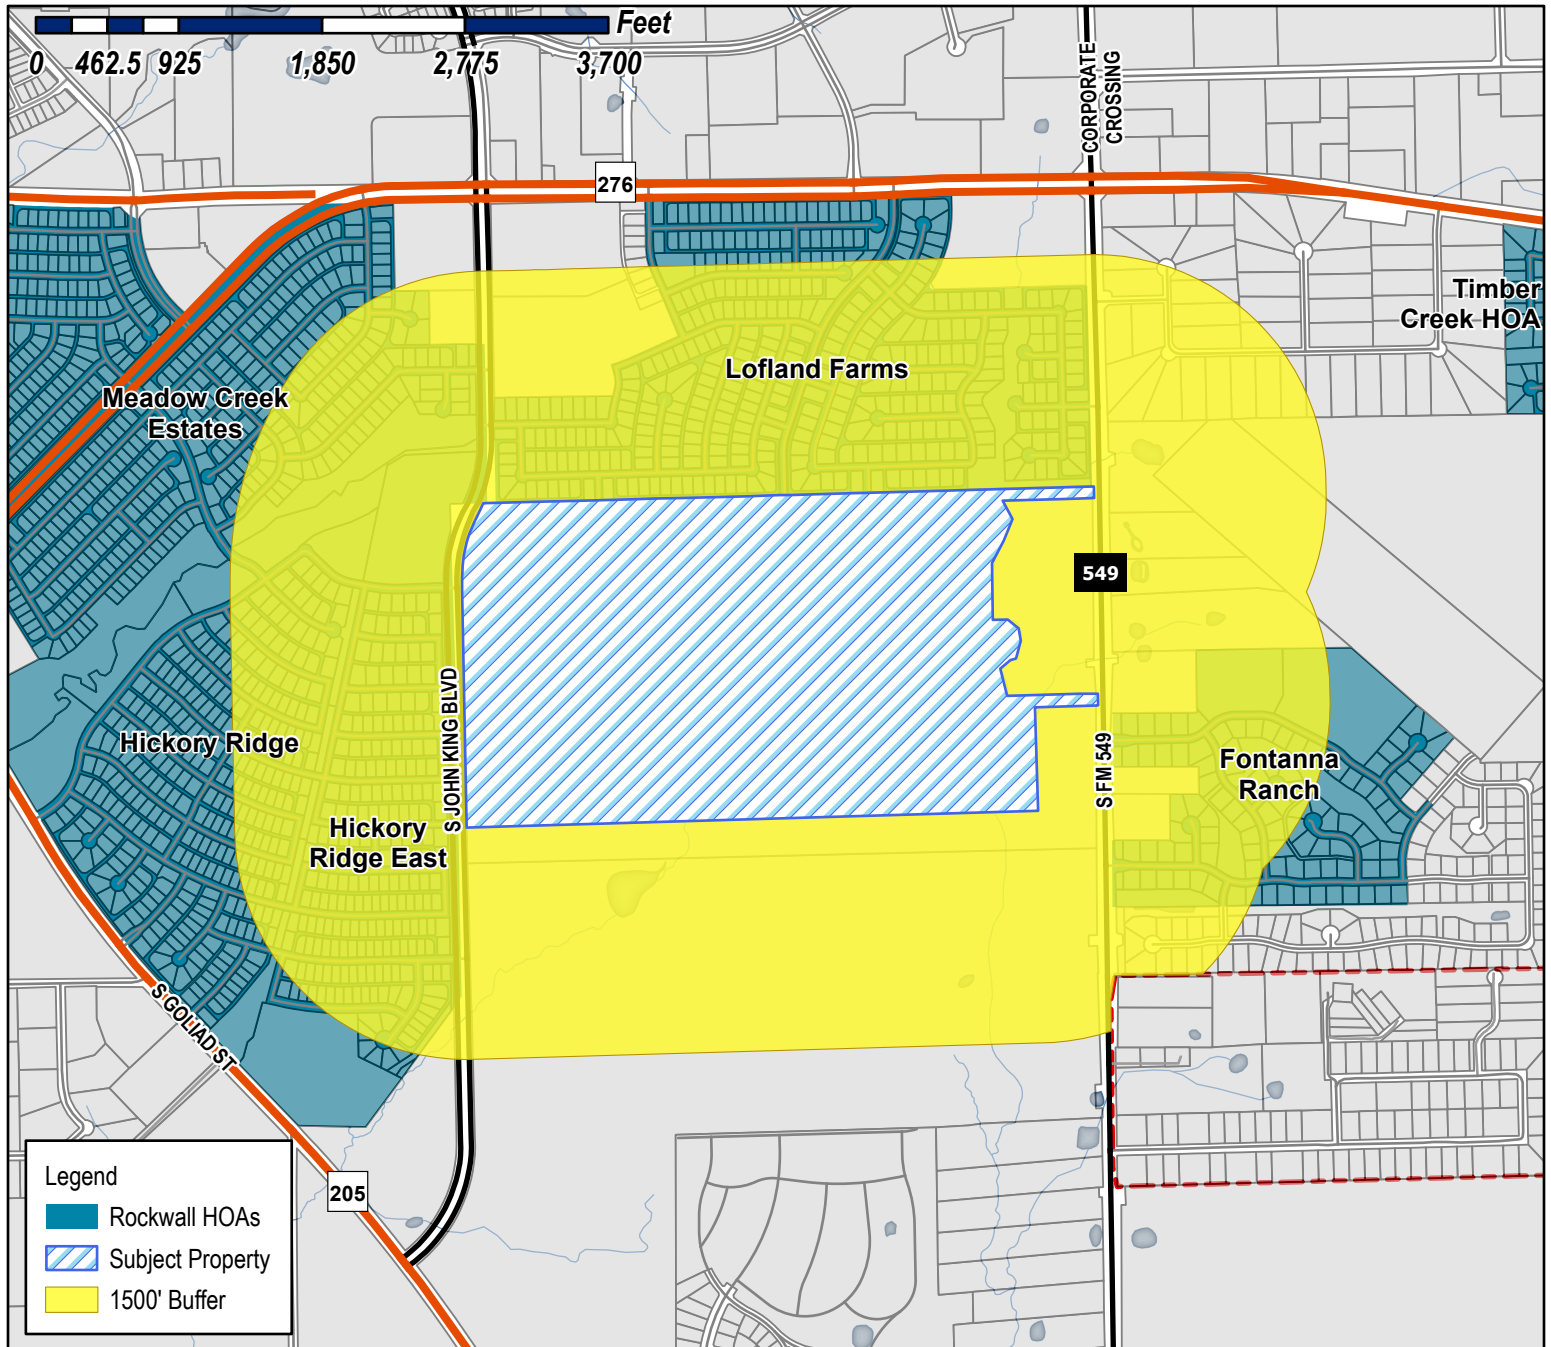 Feet
0 462.5 925 1,850 2,775 3,700
CORPORATE
CROSSING
276
Timber
Creek HOA
Lofland Farms
Meadow Creek
Estates
549
S JOHN KING BLVD
Hickory Ridge
S FM 549
Fontanna
Ranch
Hickory
Ridge East
S GOLIAD ST
205
Legend
Rockwall HOAs
Subject Property
1500' Buffer